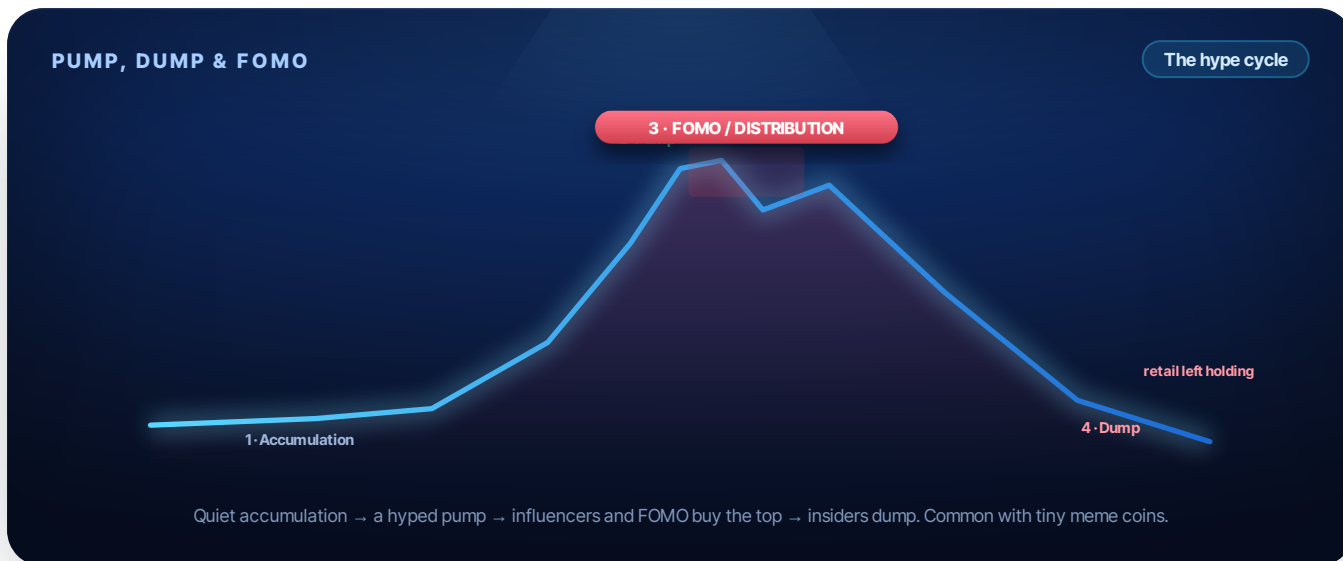 PUMP, DUMP & FOMO
The hype cycle
3 · FOMO / DISTRIBUTION
retail left holding
4 · Dump
1 · Accumulation
Quiet accumulation → a hyped pump → influencers and FOMO buy the top → insiders dump. Common with tiny meme coins.